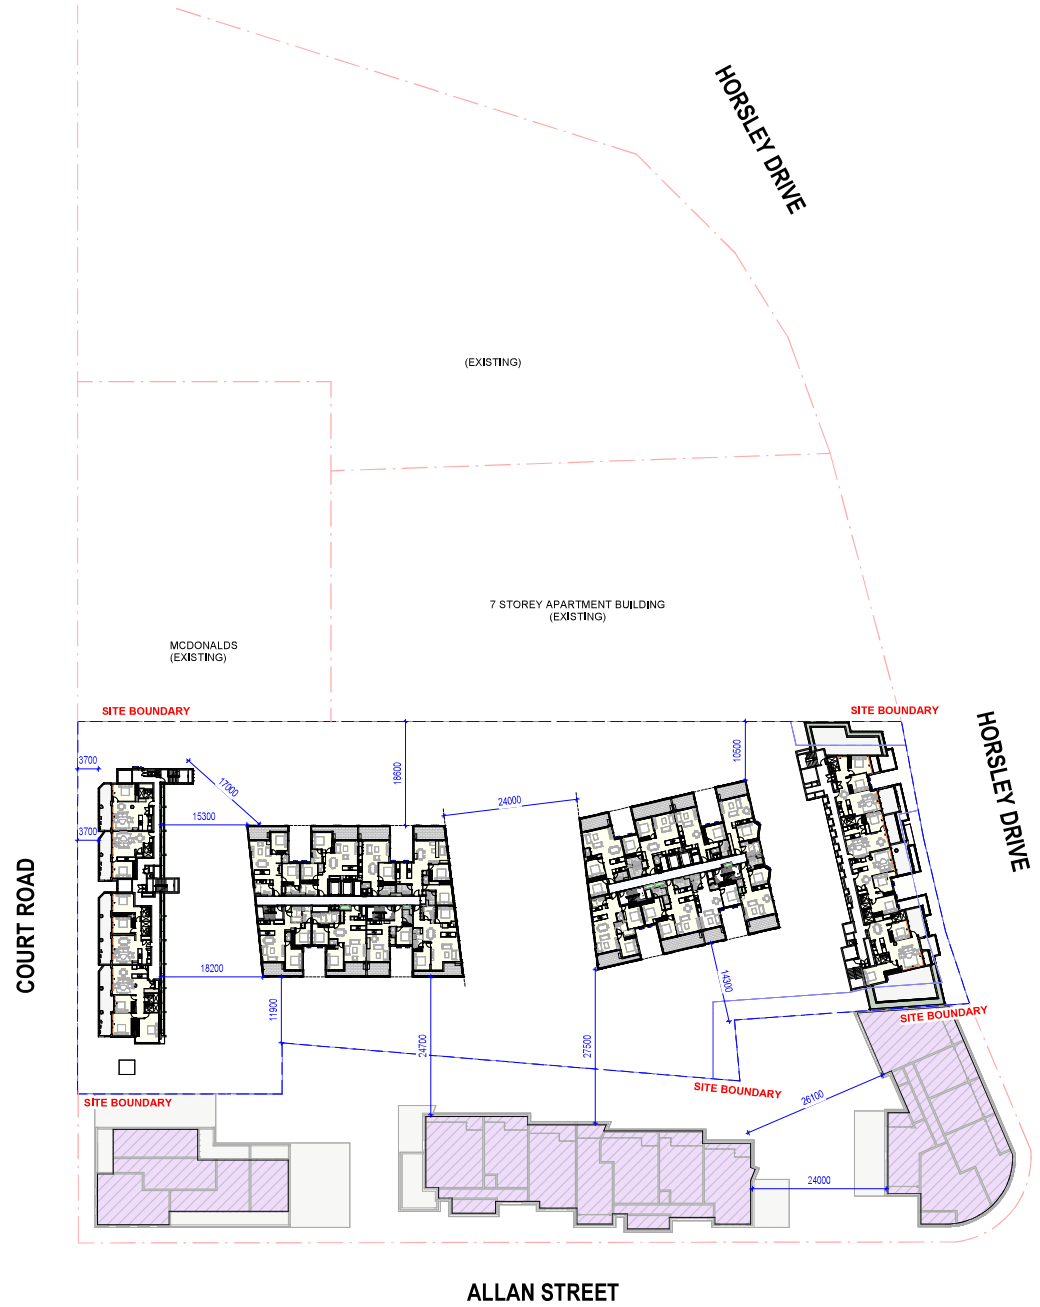 HORSLEY DRIVE
(EXISTING)
7 STOREY APARTMENT BUILDING
(EXISTING)
MCDONALDS
(EXISTING)
SITE BOUNDARY
SITE BOUNDARY
HORSLEY DRIVE
3700
17000
18600
10500
24000
15300
3700
COURT ROAD
18200
11900
24700
27500
14300
SITE BOUNDARY
SITE BOUNDARY
SITE BOUNDARY
26100
24000
ALLAN STREET